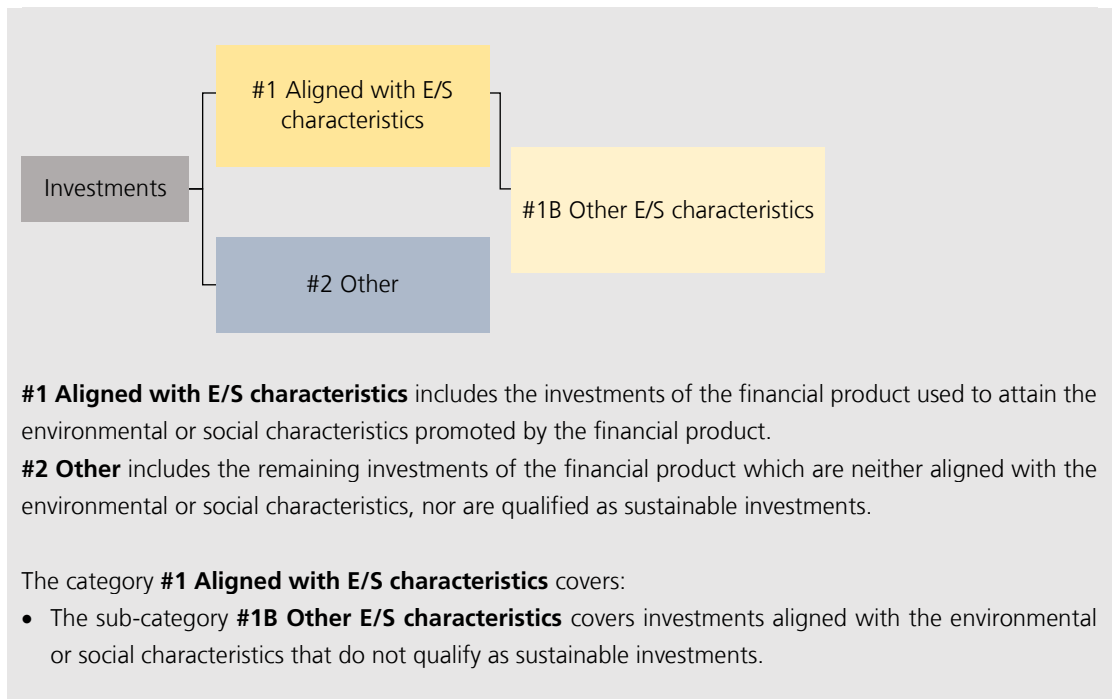 #1 Aligned with E/S
characteristics
Investments
#1B Other E/S characteristics
#2 Other
#1 Aligned with E/S characteristics includes the investments of the financial product used to attain the
environmental or social characteristics promoted by the financial product.
#2 Other includes the remaining investments of the financial product which are neither aligned with the
environmental or social characteristics, nor are qualified as sustainable investments.
The category #1 Aligned with E/S characteristics covers:
• The sub-category #1B Other E/S characteristics covers investments aligned with the environmental
or social characteristics that do not qualify as sustainable investments.